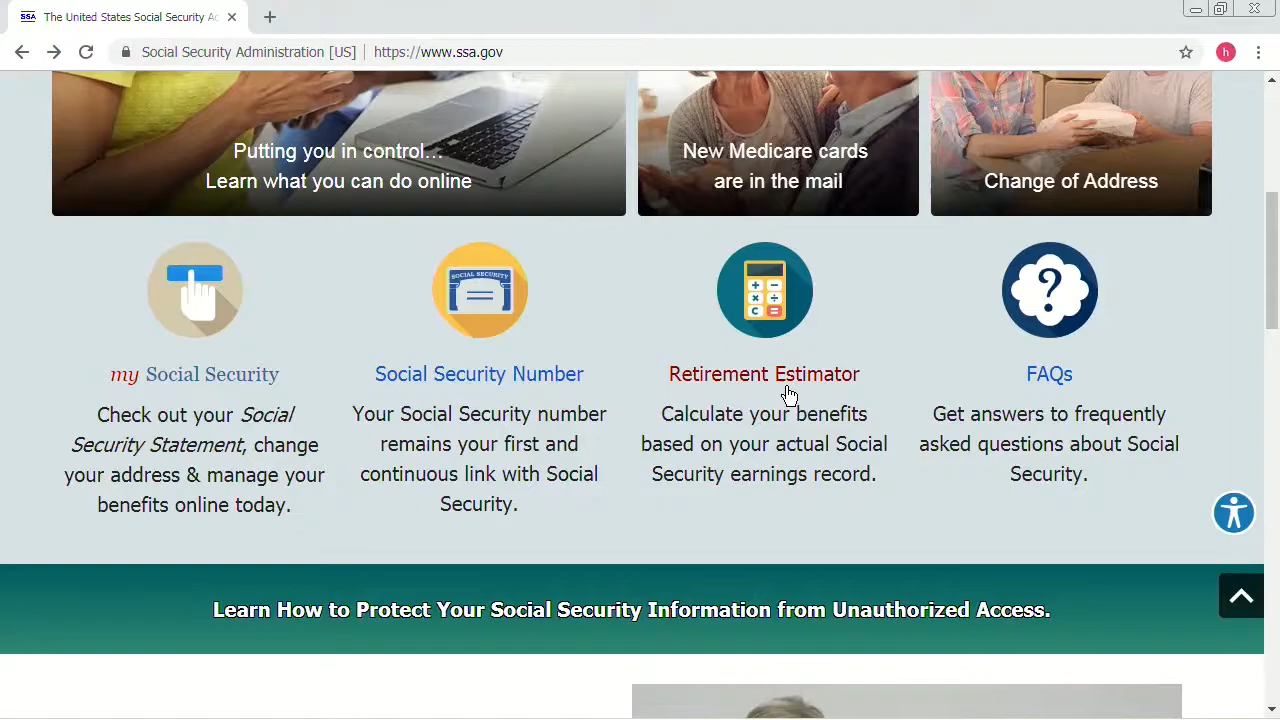 The United States Social Security Ac
Social Security Administration [US] | https://www.ssa.gov
h
Putting you in control...
Learn what you can do online
New Medicare cards
are in the mail
Change of Address
SOCIAL SECURITY
my Social Security
Check out your Social
Security Statement, change
your address & manage your
benefits online today.
Social Security Number
Your Social Security number
remains your first and
continuous link with Social
Security.
Retirement Estimator
Calculate your benefits
based on your actual Social
Security earnings record.
FAQs
Get answers to frequently
asked questions about Social
Security.
Learn How to Protect Your Social Security Information from Unauthorized Access.